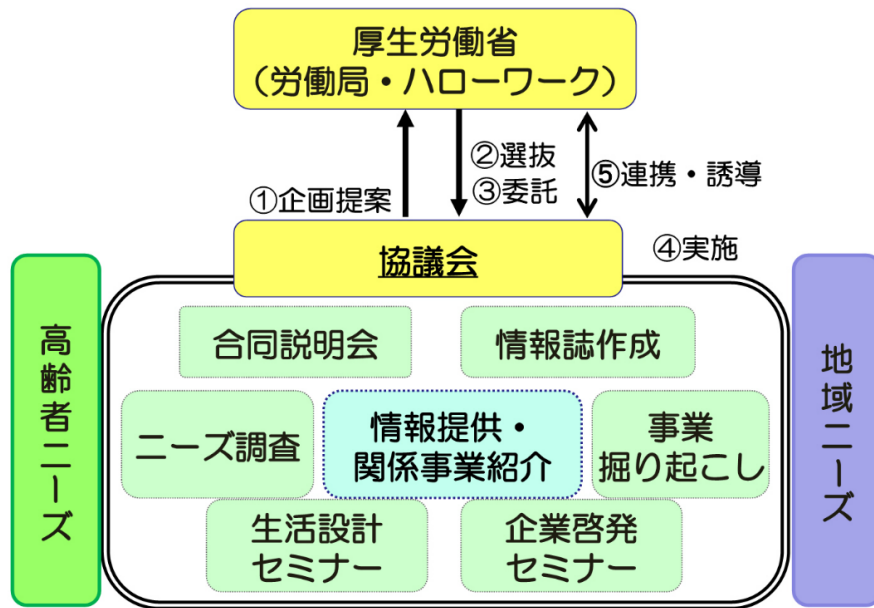 厚生労働省
（労働局・ハローワーク）
①企画提案
②選抜
③委託
⑤連携・誘導
協議会
④実施
高齢者ニーズ
合同説明会
情報誌作成
ニーズ調査
情報提供・
関係事業紹介
事業
掘り起こし
生活設計
セミナー
企業啓発
セミナー
地域ニーズ